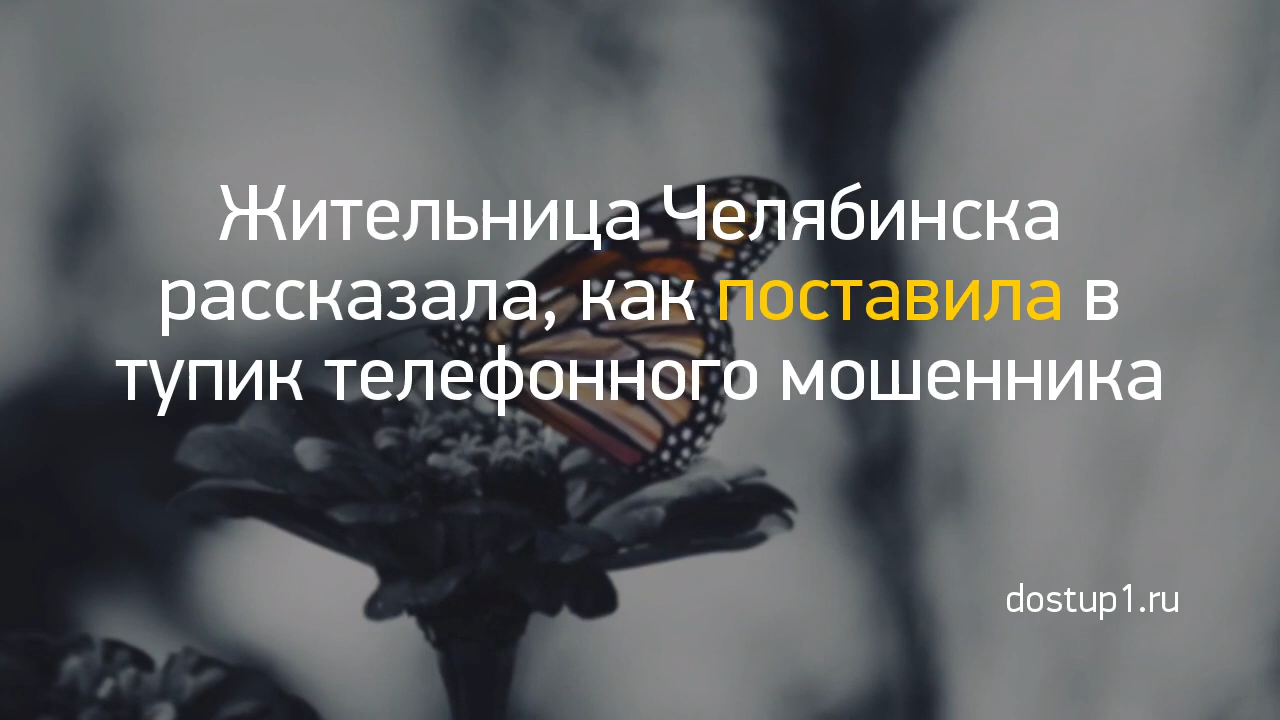 Жительница Челябинска
рассказала, как поставила в
тупик телефонного мошенника
dostup1.ru